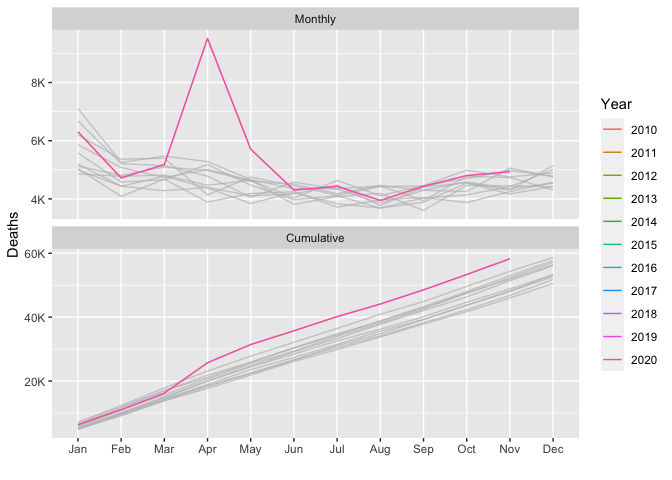 Monthly
8K
6K
4K
Deaths
Cumulative
60K
40K
20K
Jan Feb Mar Apr May Jun Jul Aug Sep Oct Nov Dec
Year
2010
2011
2012
2013
2014
2015
2016
2017
2018
2019
2020